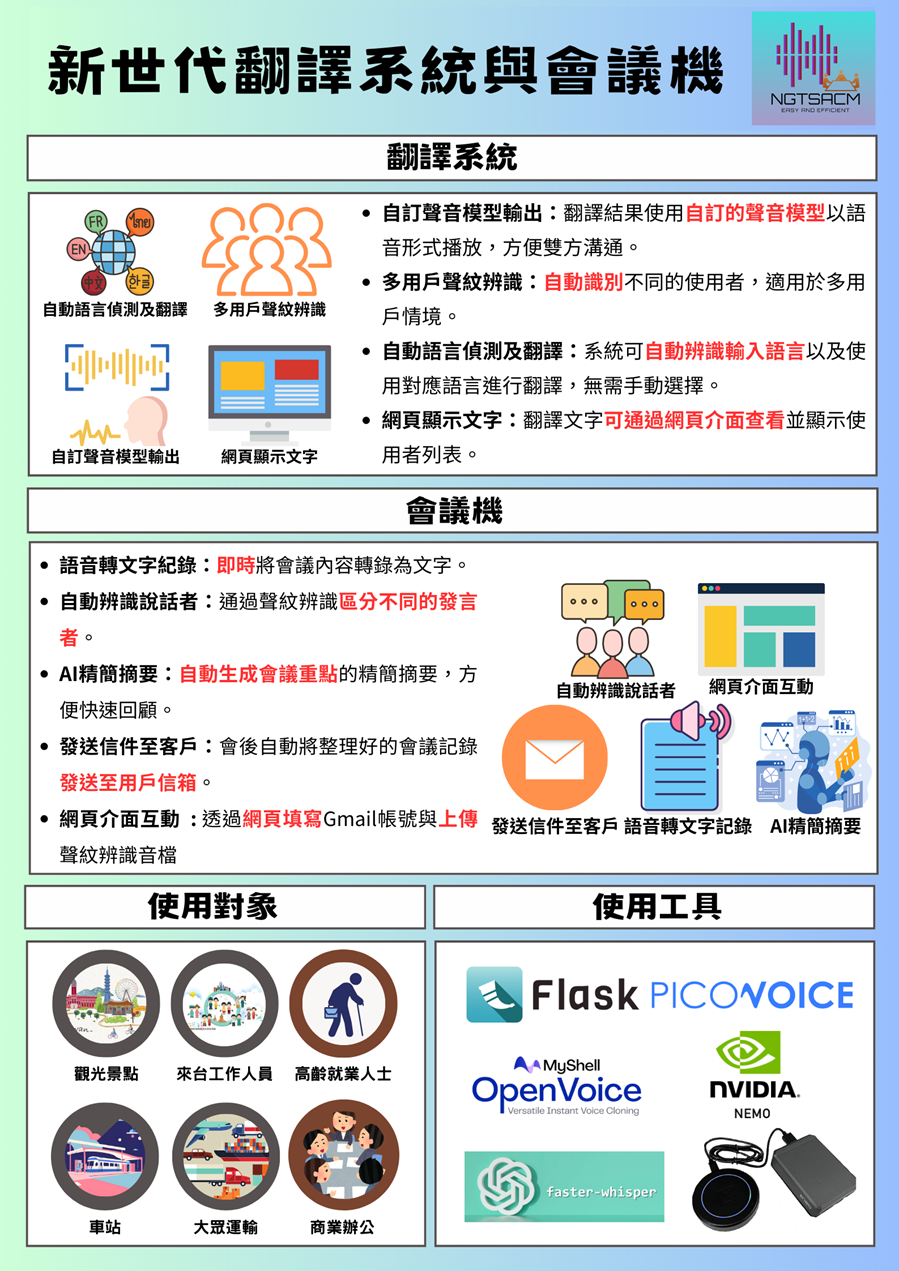 新世代翻譯系統與會議機
NGTSACM
EASY AND EFFICIENT
翻譯系統
FR
ไทย
EN
中文
한글
自動語言偵測及翻譯
多用戶聲紋辨識
自訂聲音模型輸出
網頁顯示文字
• 自訂聲音模型輸出：翻譯結果使用自訂的聲音模型以語
音形式播放，方便雙方溝通。
• 多用戶聲紋辨識：自動識別不同的使用者，適用於多用
戶情境。
• 自動語言偵測及翻譯：系統可自動辨識輸入語言以及使
用對應語言進行翻譯，無需手動選擇。
• 網頁顯示文字：翻譯文字可通過網頁介面查看並顯示使
用者列表。
會議機
• 語音轉文字紀錄：即時將會議內容轉錄為文字。
• 自動辨識說話者：通過聲紋辨識區分不同的發言
者。
• AI精簡摘要：自動生成會議重點的精簡摘要，方
便快速回顧。
• 發送信件至客戶：會後自動將整理好的會議記錄
發送至用戶信箱。
• 網頁介面互動 ：透過網頁填寫Gmail帳號與上傳
聲紋辨識音檔
自動辨識說話者
網頁介面互動
發送信件至客戶
語音轉文字記錄
AI精簡摘要
使用對象
觀光景點
來台工作人員
高齡就業人士
車站
大眾運輸
商業辦公
使用工具
Flask
PICOVOICE
MyShell
OpenVoice
Versatile Instant Voice Cloning
NVIDIA.
NEMO
faster-whisper